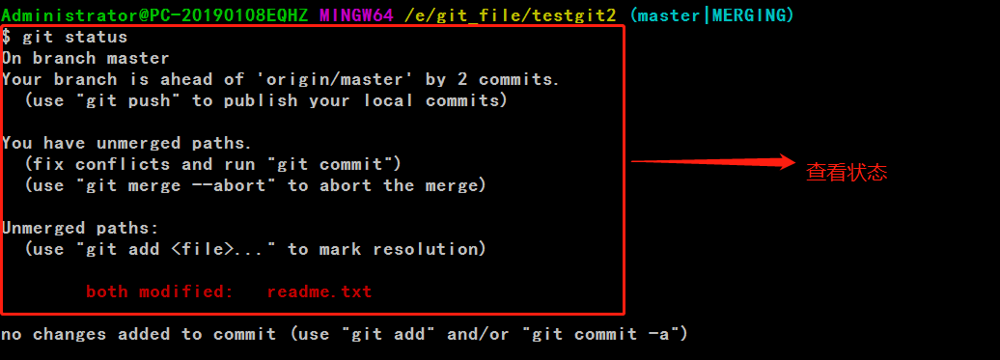 Administrator@PC-20190108EQHZ MINGW64 /e/git_file/testgit2 (master|MERGING)
$ git status
On branch master
Your branch is ahead of 'origin/master' by 2 commits.
  (use "git push" to publish your local commits)
You have unmerged paths.
  (fix conflicts and run "git commit")
  (use "git merge --abort" to abort the merge)
Unmerged paths:
  (use "git add <file>..." to mark resolution)
        both modified:   readme.txt
no changes added to commit (use "git add" and/or "git commit -a")
查看状态